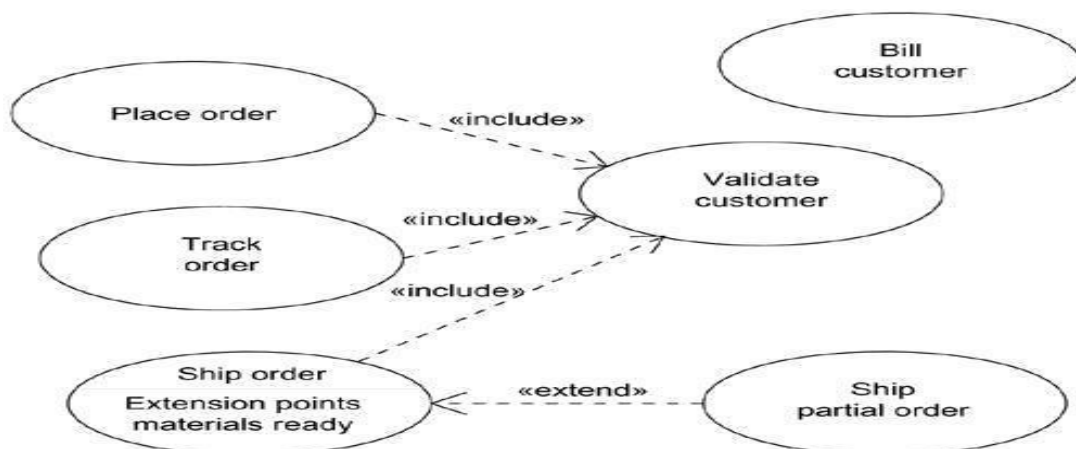 Bill
customer
Place order
«include»
Validate
customer
«include»
Track
order
«include»
Ship order
Extension points
materials ready
«extend»
Ship
partial order